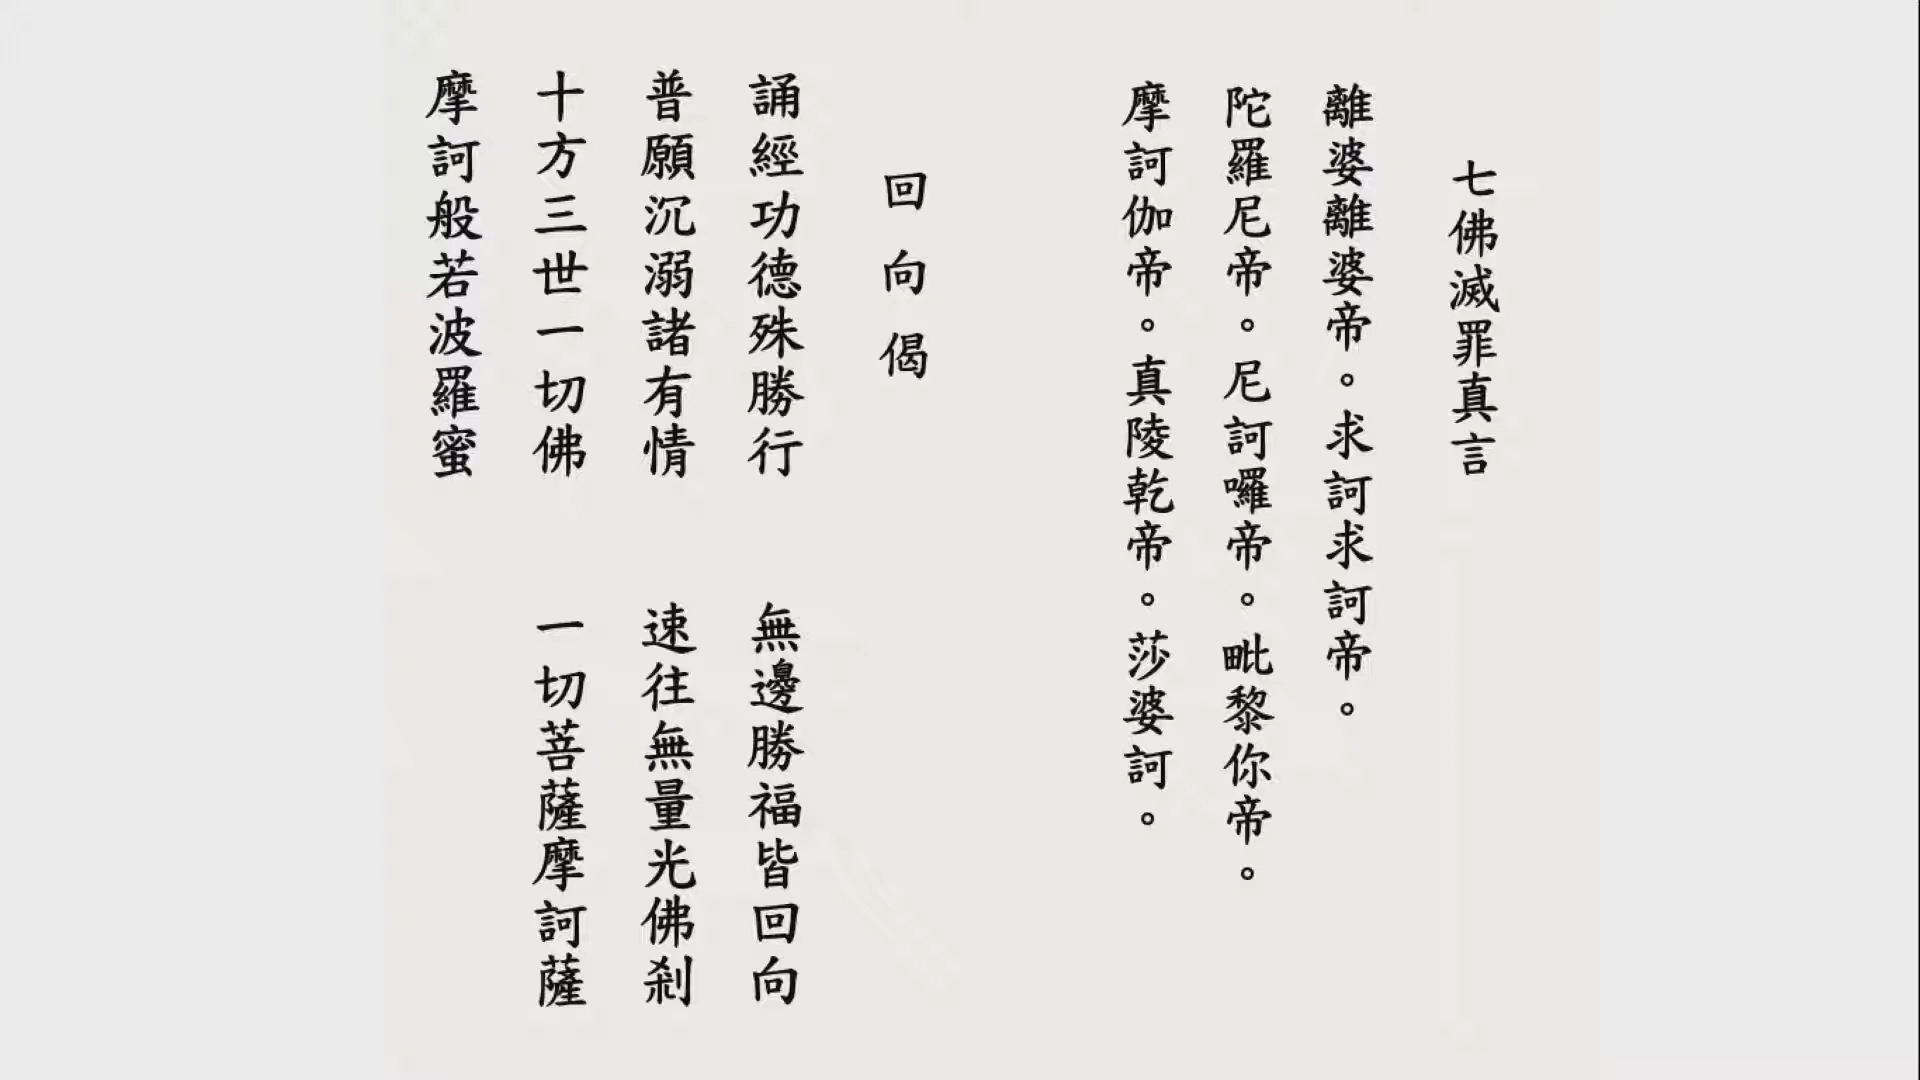 七佛滅罪真言
離婆離婆帝。求訶求訶帝。
陀羅尼帝。尼訶囉帝。毗黎你帝。
摩訶伽帝。真陵乾帝。莎婆訶。
回向偈
誦經功德殊勝行 無邊勝福皆回向
普願沉溺諸有情 速往無量光佛剎
十方三世一切佛 一切菩薩摩訶薩
摩訶般若波羅蜜